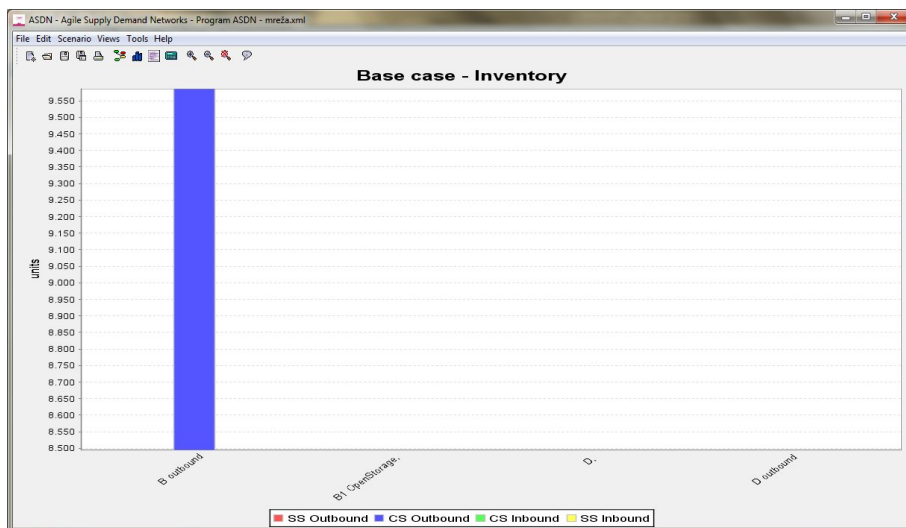 ASDN - Agile Supply Demand Networks - Program ASDN - mreža.xml
File Edit Scenario Views Tools Help
Base case - Inventory
9.550
9.500
9.450
9.400
9.350
9.300
9.250
9.200
9.150
9.100
9.050
9.000
8.950
8.900
8.850
8.800
8.750
8.700
8.650
8.600
8.550
8.500
units
B outbound
B1 OpenStorage.
D.
D outbound
SS Outbound CS Outbound CS Inbound SS Inbound